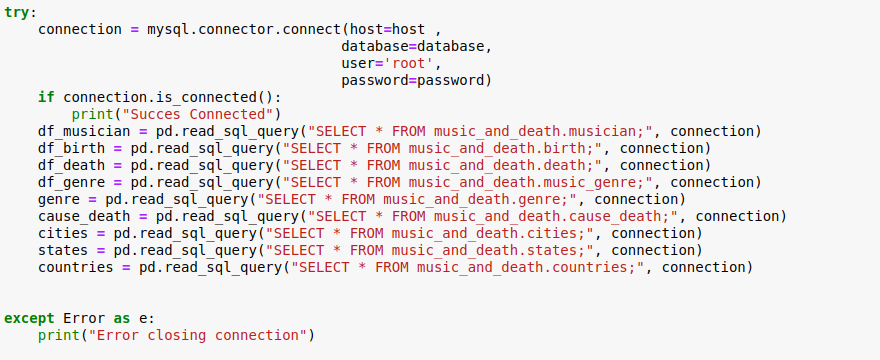 try:
    connection = mysql.connector.connect(host=host ,
                                    database=database,
                                    user='root',
                                    password=password)
    if connection.is_connected():
        print("Succes Connected")
    df_musician = pd.read_sql_query("SELECT * FROM music_and_death.musician;", connection)
    df_birth = pd.read_sql_query("SELECT * FROM music_and_death.birth;", connection)
    df_death = pd.read_sql_query("SELECT * FROM music_and_death.death;", connection)
    df_genre = pd.read_sql_query("SELECT * FROM music_and_death.music_genre;", connection)
    genre = pd.read_sql_query("SELECT * FROM music_and_death.genre;", connection)
    cause_death = pd.read_sql_query("SELECT * FROM music_and_death.cause_death;", connection)
    cities = pd.read_sql_query("SELECT * FROM music_and_death.cities;", connection)
    states = pd.read_sql_query("SELECT * FROM music_and_death.states;", connection)
    countries = pd.read_sql_query("SELECT * FROM music_and_death.countries;", connection)
except Error as e:
    print("Error closing connection")